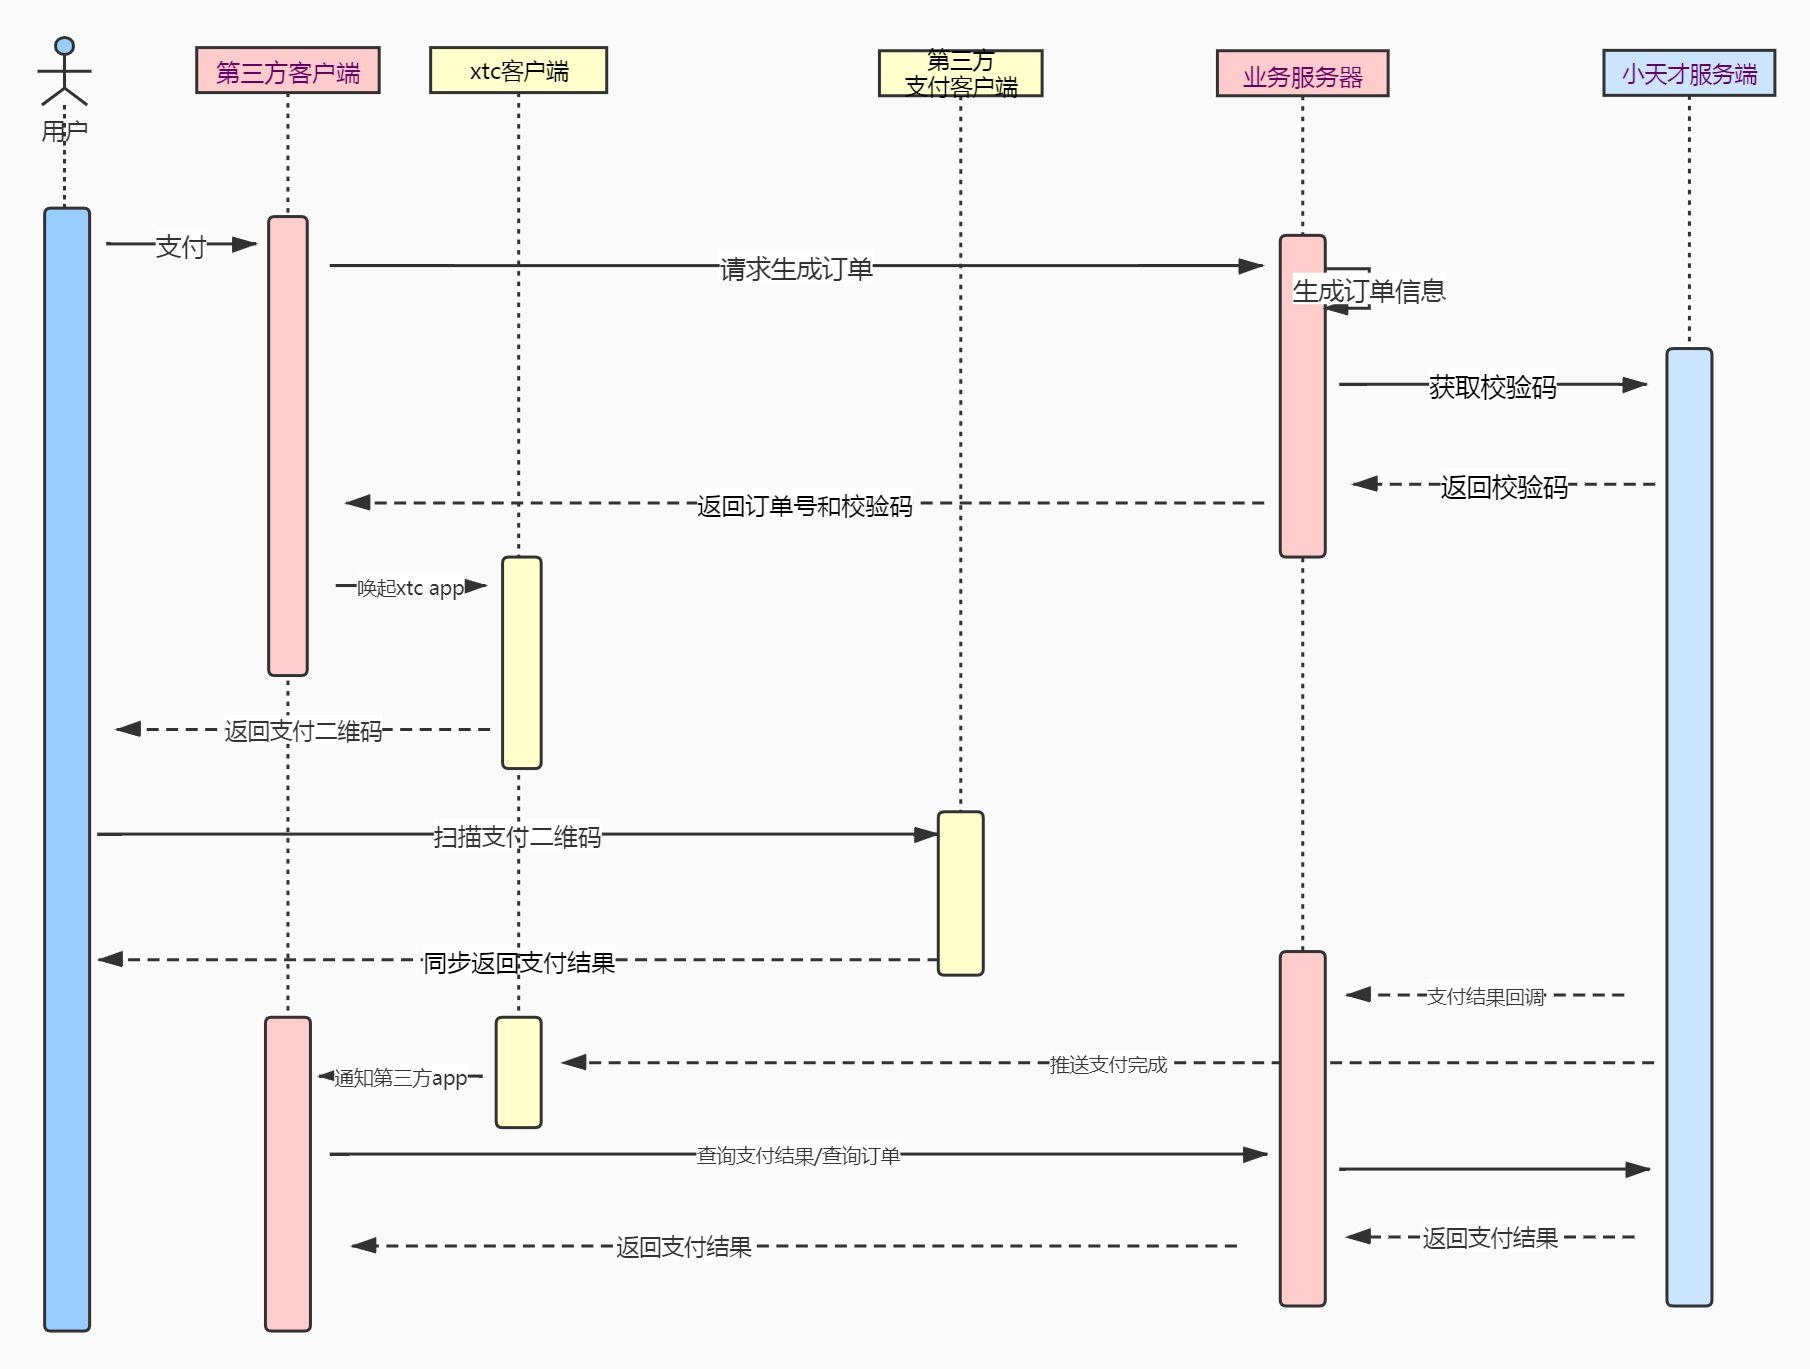 用户
第三方客户端
xtc客户端
第三方
支付客户端
业务服务器
小天才服务端
支付
请求生成订单
生成订单信息
获取校验码
返回校验码
返回订单号和校验码
唤起xtc app
返回支付二维码
扫描支付二维码
同步返回支付结果
支付结果回调
推送支付完成
通知第三方app
查询支付结果/查询订单
返回支付结果
返回支付结果